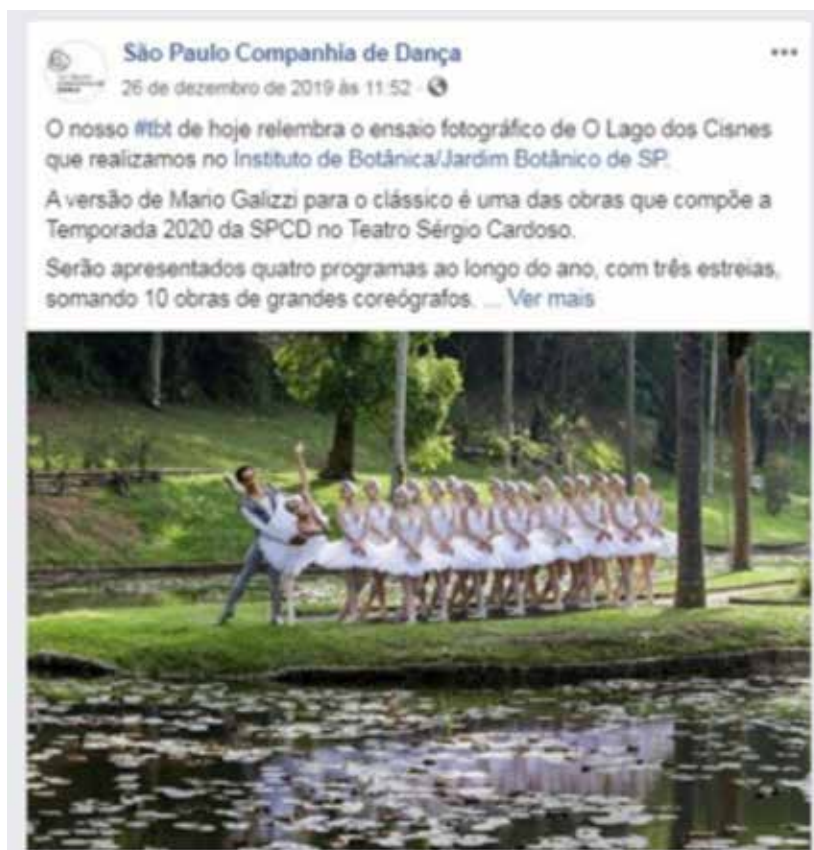 São Paulo Companhia de Dança
26 de dezembro de 2019 às 11:52
O nosso #tbt de hoje relembra o ensaio fotográfico de O Lago dos Cisnes
que realizamos no Instituto de Botânica/Jardim Botânico de SP.
A versão de Mario Galizzi para o clássico é uma das obras que compõe a
Temporada 2020 da SPCD no Teatro Sérgio Cardoso.
Serão apresentados quatro programas ao longo do ano, com três estreias,
somando 10 obras de grandes coreógrafos. ... Ver mais